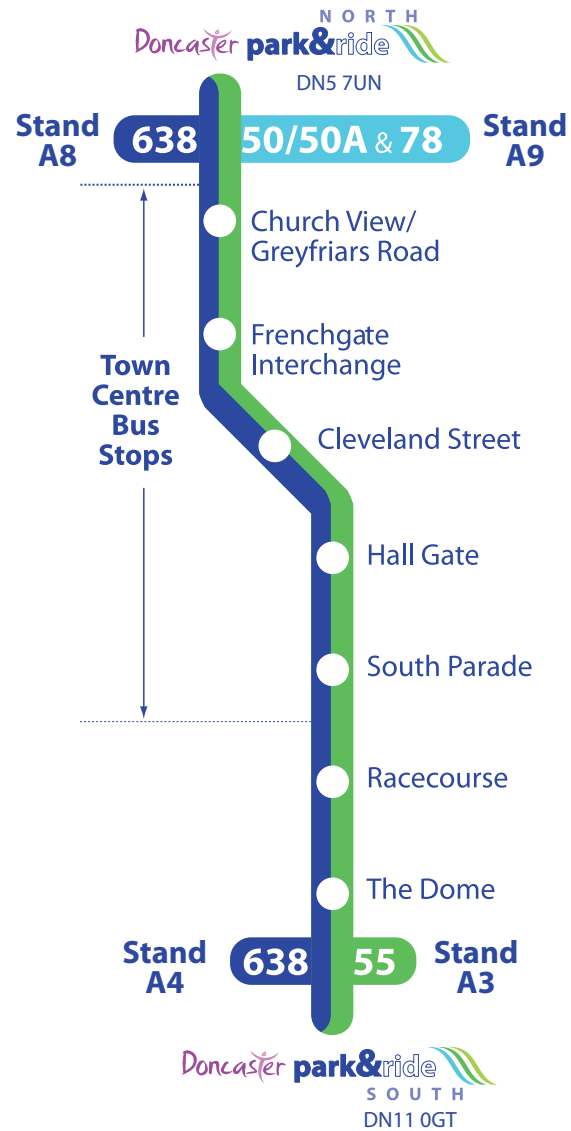 NORTH
Doncaster park&ride
DN5 7UN
Stand
A8
638
50/50A & 78
Stand
A9
Church View/
Greyfriars Road
Frenchgate
Interchange
Town
Centre
Bus
Stops
Cleveland Street
Hall Gate
South Parade
Racecourse
The Dome
Stand
A4
638
55
Stand
A3
Doncaster park&ride
SOUTH
DN11 0GT